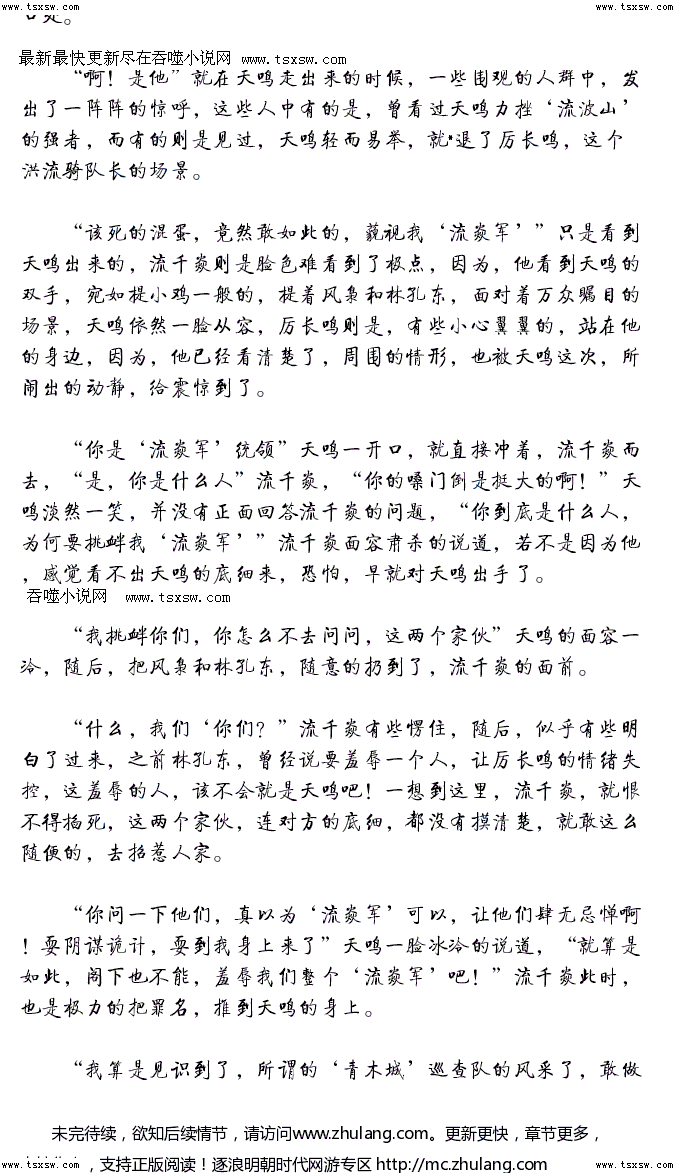 www.tsxsw.com www.tsxsw.com www.tsxsw.com
最新最快更新尽在吞噬小说网 www.tsxsw.com
“啊！是他”就在天鸣走出来的时候，一些围观的人群中，发
出了一阵阵的惊呼，这些人中有的是，曾看过天鸣力挫‘流波山’
的强者，而有的则是见过，天鸣轻而易举，就*退了厉长鸣，这个
洪流骑队长的场景。
“该死的混蛋，竟然敢如此的，藐视我‘流焱军’”只是看到
天鸣出来的，流千焱则是脸色难看到了极点，因为，他看到天鸣的
双手，宛如提小鸡一般的，提着风枭和林孔东，面对着万众瞩目的
场景，天鸣依然一脸从容，厉长鸣则是，有些小心翼翼的，站在他
的身边，因为，他已经看清楚了，周围的情形，也被天鸣这次，所
闹出的动静，给震惊到了。
“你是‘流焱军’统领”天鸣一开口，就直接冲着，流千焱而
去，“是，你是什么人”流千焱，“你的嗓门倒是挺大的啊！”天
鸣淡然一笑，并没有正面回答流千焱的问题，“你到底是什么人，
为何要挑衅我‘流焱军’”流千焱面容肃杀的说道，若不是因为他
，感觉看不出天鸣的底细来，恐怕，早就对天鸣出手了。
吞噬小说网 www.tsxsw.com
“我挑衅你们，你怎么不去问问，这两个家伙”天鸣的面容一
冷，随后，把风枭和林孔东，随意的扔到了，流千焱的面前。
“什么，我们‘你们？”流千焱有些愣住，随后，似乎有些明
白了过来，之前林孔东，曾经说要羞辱一个人，让厉长鸣的情绪失
控，这羞辱的人，该不会就是天鸣吧！一想到这里，流千焱，就恨
不得掐死，这两个家伙，连对方的底细，都没有摸清楚，就敢这么
随便的，去招惹人家。
“你问一下他们，真以为‘流焱军’可以，让他们肆无忌惮啊
！耍阴谋诡计，耍到我身上来了”天鸣一脸冰冷的说道，“就算是
如此，阁下也不能，羞辱我们整个‘流焱军’吧！”流千焱此时，
也是极力的把罪名，推到天鸣的身上。
“我算是见识到了，所谓的‘青木城’巡查队的风采了，敢做
未完待续，欲知后续情节，请访问www.zhulang.com。更新更快，章节更多，
，支持正版阅读！逐浪明朝时代网游专区 http://mc.zhulang.com
www.tsxsw.com www.tsxsw.com www.tsxsw.com